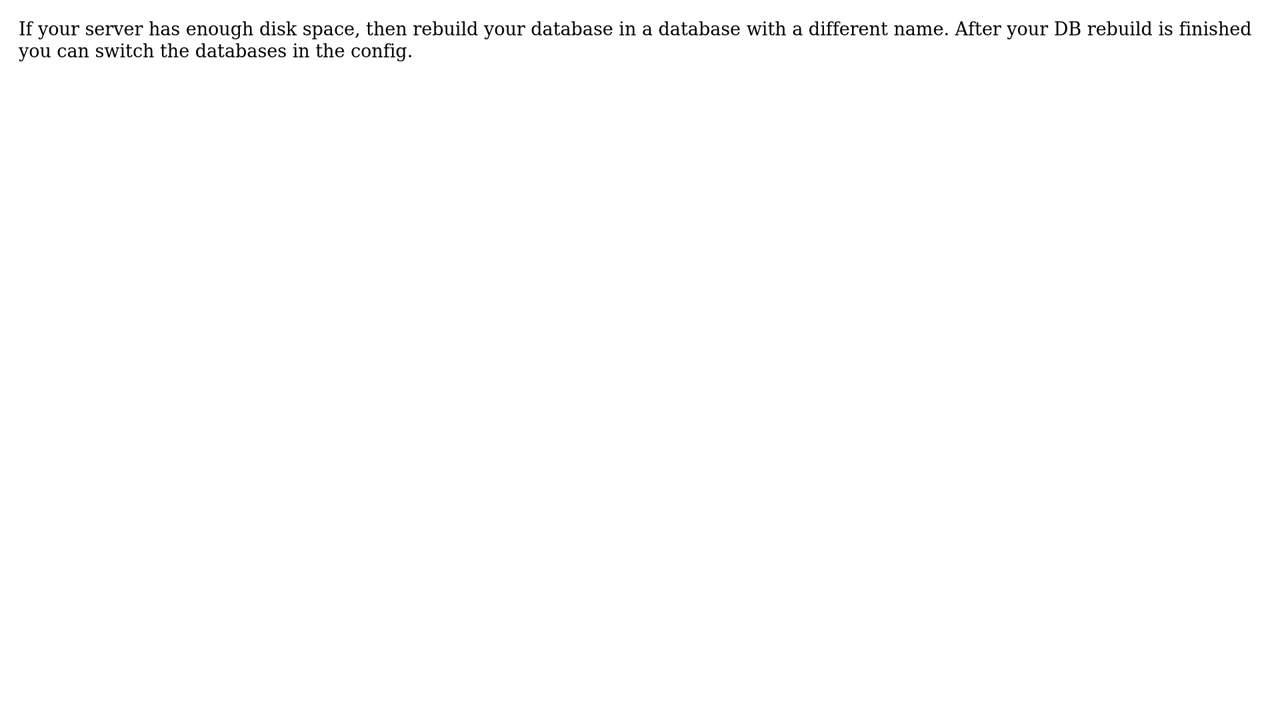 If your server has enough disk space, then rebuild your database in a database with a different name. After your DB rebuild is finished
you can switch the databases in the config.